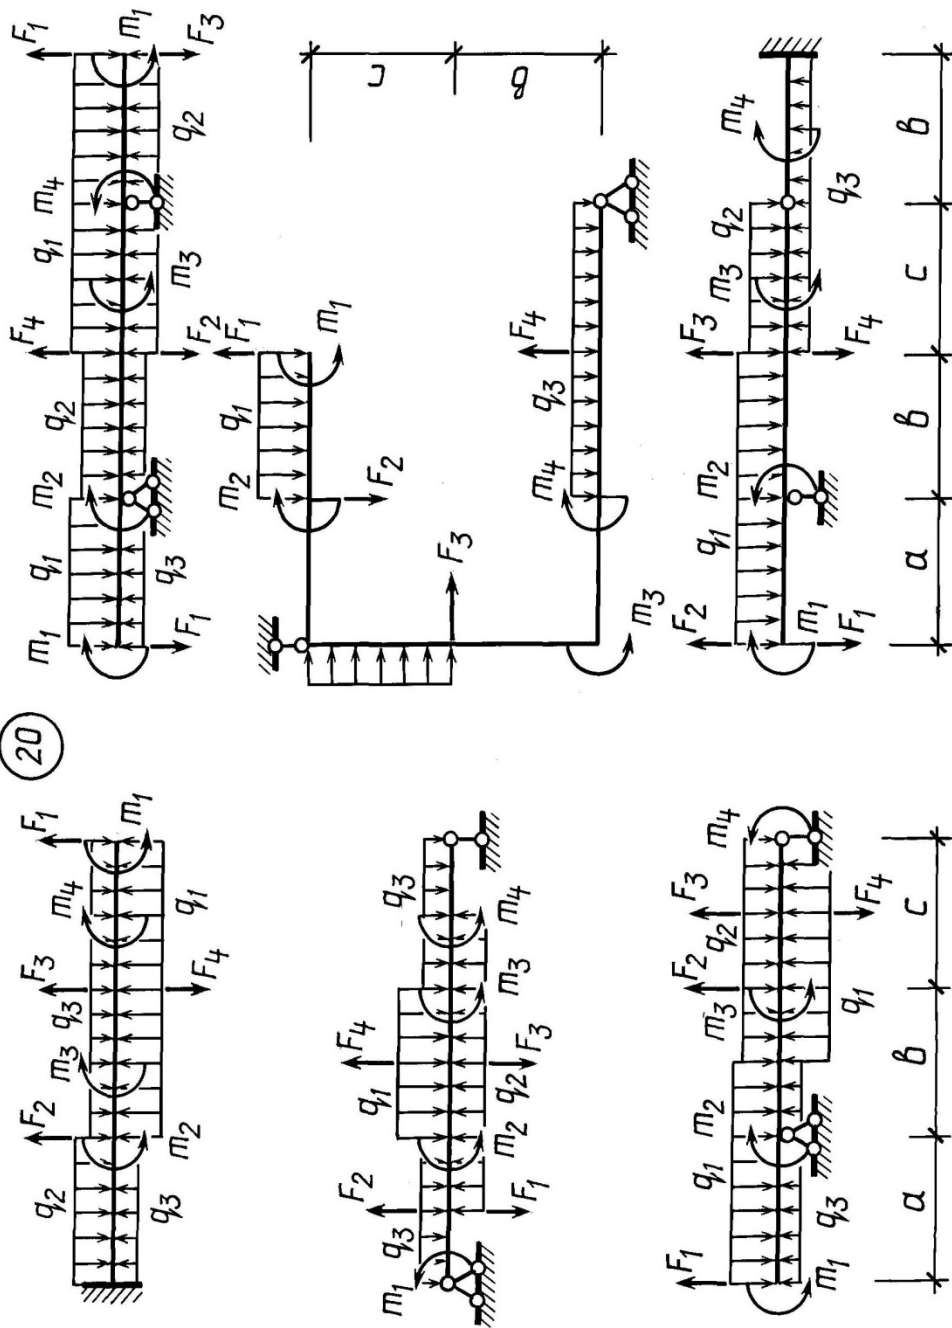 20
q2 F2 m3 q3 F3 m4 F1
q3 m2 F4 q1 m1
m1 q1 m2 q2 F4 q1 m4 F1
F1 q3 F2 m3 q2 F3 m1
m1 q3 F2 q1 F4 q3
F1 m2 q2 F3 m3 m4
m2 q1 F1
F2 m1
F3
m4 q3 F4
m3
c
в
F1 q1 m2 m3 F2 q2 F3 m4
m1 q3 q1 F4
a в c
F2 q1 m2 F3 m3 q2 m4
m1 F1 F4 q3
a в c в